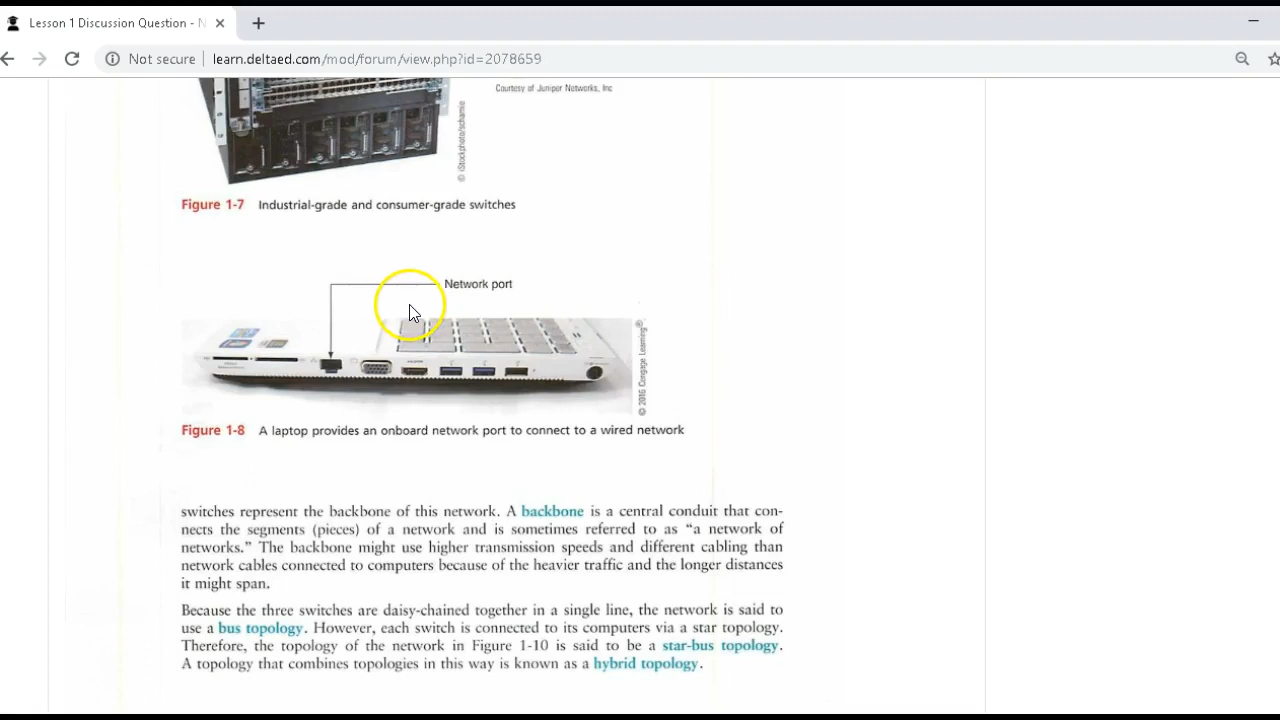 Lesson 1 Discussion Question - N
Not secure
learn.deltaed.com/mod/forum/view.php?id=2078659
Courtesy of Juniper Networks, Inc
© iStockphoto/schamie
Figure 1-7 Industrial-grade and consumer-grade switches
Network port
© 2016 Cengage Learning®
Figure 1-8 A laptop provides an onboard network port to connect to a wired network
switches represent the backbone of this network. A backbone is a central conduit that con-
nects the segments (pieces) of a network and is sometimes referred to as “a network of
networks.” The backbone might use higher transmission speeds and different cabling than
network cables connected to computers because of the heavier traffic and the longer distances
it might span.
Because the three switches are daisy-chained together in a single line, the network is said to
use a bus topology. However, each switch is connected to its computers via a star topology.
Therefore, the topology of the network in Figure 1-10 is said to be a star-bus topology.
A topology that combines topologies in this way is known as a hybrid topology.